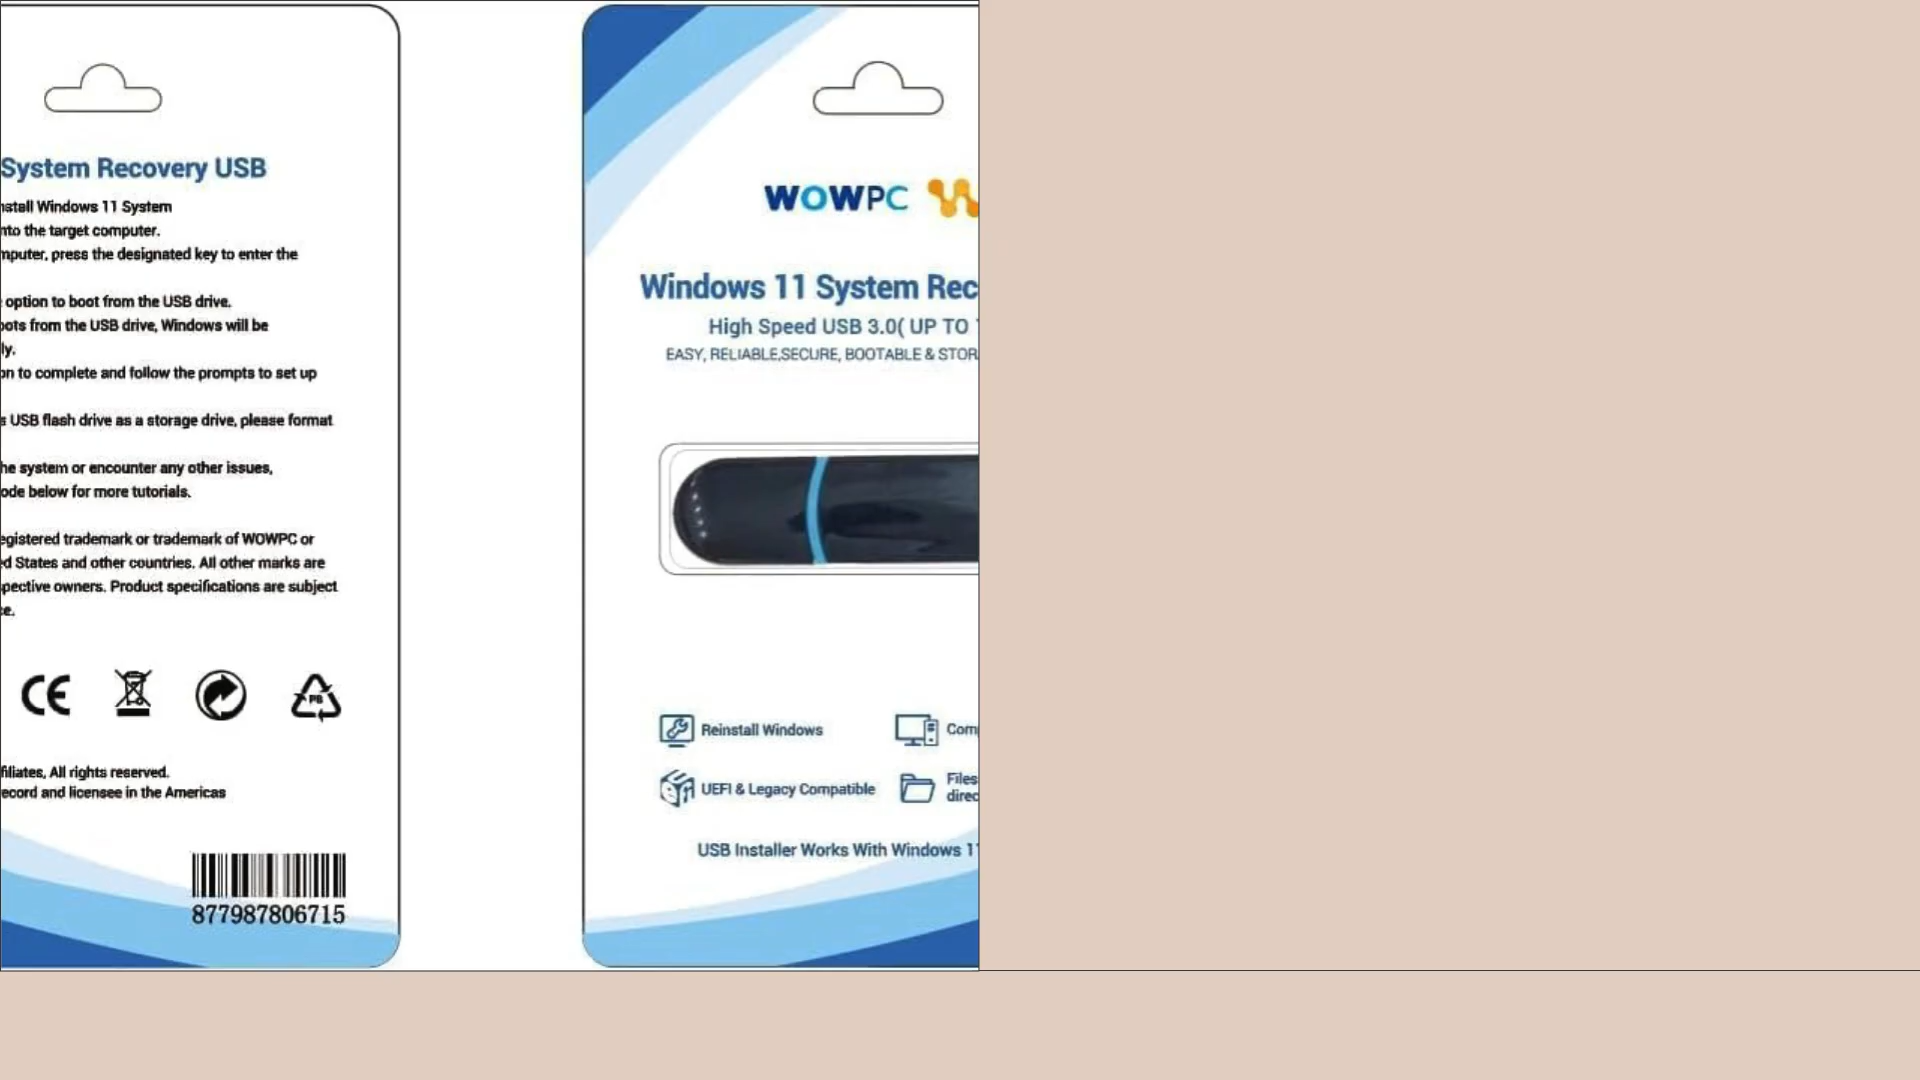 System Recovery USB
nstall Windows 11 System
nto the target computer.
mputer, press the designated key to enter the
option to boot from the USB drive.
oots from the USB drive, Windows will be
ly.
on to complete and follow the prompts to set up
s USB flash drive as a storage drive, please format
he system or encounter any other issues,
ode below for more tutorials.
egistered trademark or trademark of WOWPC or
ed States and other countries. All other marks are
spective owners. Product specifications are subject
ce.
CE
PB
filiates, All rights reserved.
ecord and licensee in the Americas
877987806715
WOWPC
Windows 11 System Rec
High Speed USB 3.0( UP TO
EASY, RELIABLE,SECURE, BOOTABLE & STOR
Reinstall Windows
Com
UEFI & Legacy Compatible
Files
direc
USB Installer Works With Windows 11